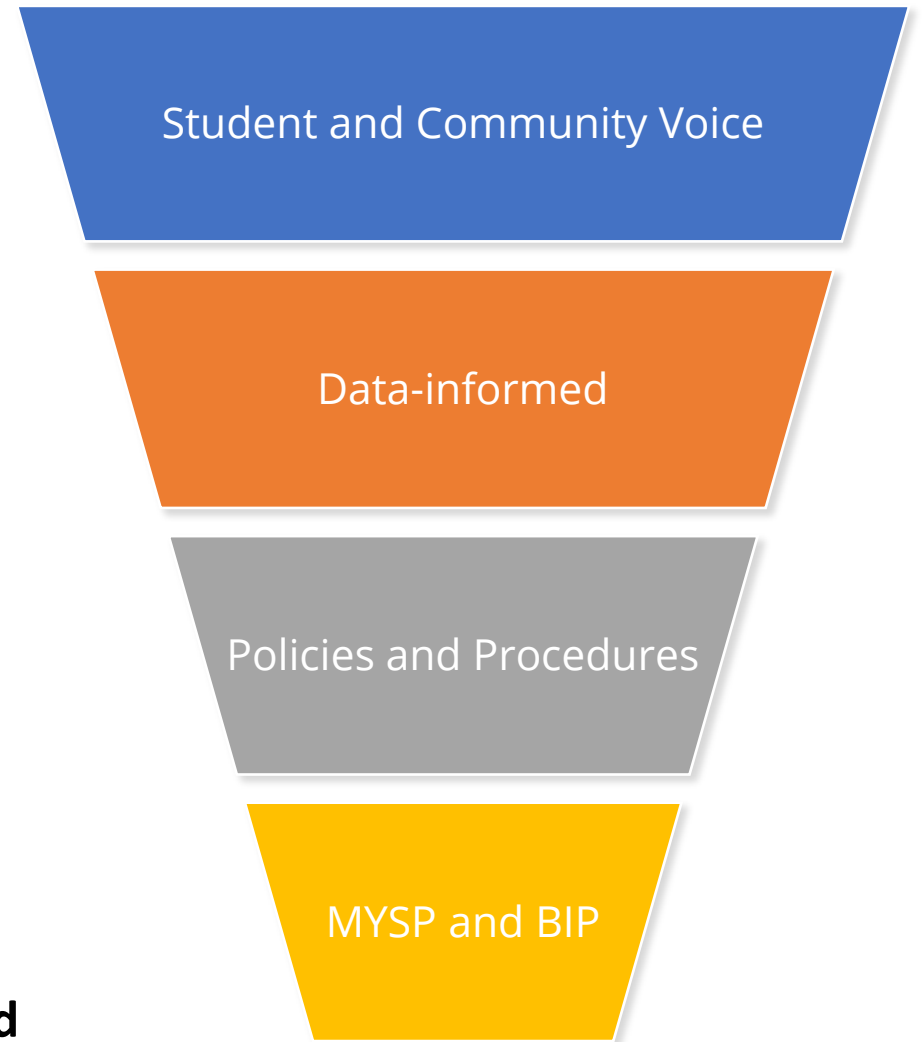 Student and Community Voice
Data-informed
Policies and Procedures
MYSP and BIP
d